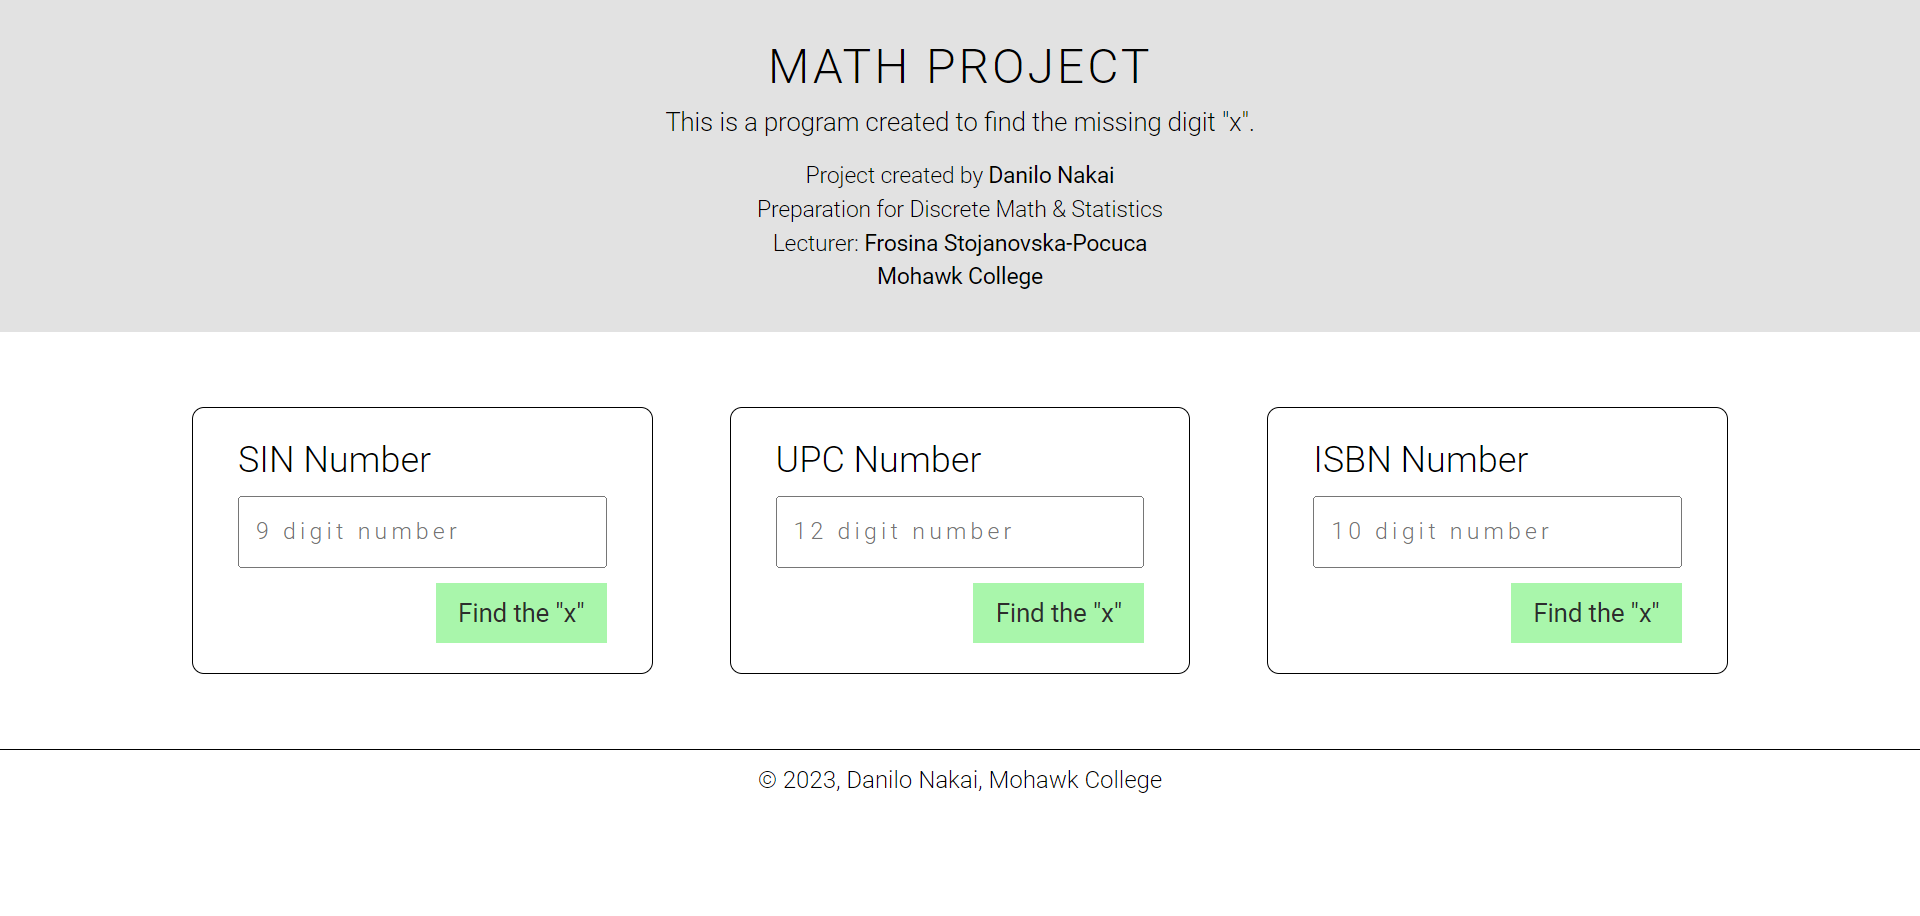 MATH PROJECT
This is a program created to find the missing digit "x".
Project created by Danilo Nakai
Preparation for Discrete Math & Statistics
Lecturer: Frosina Stojanovska-Pocuca
Mohawk College
SIN Number
9 digit number
Find the "x"
UPC Number
12 digit number
Find the "x"
ISBN Number
10 digit number
Find the "x"
© 2023, Danilo Nakai, Mohawk College